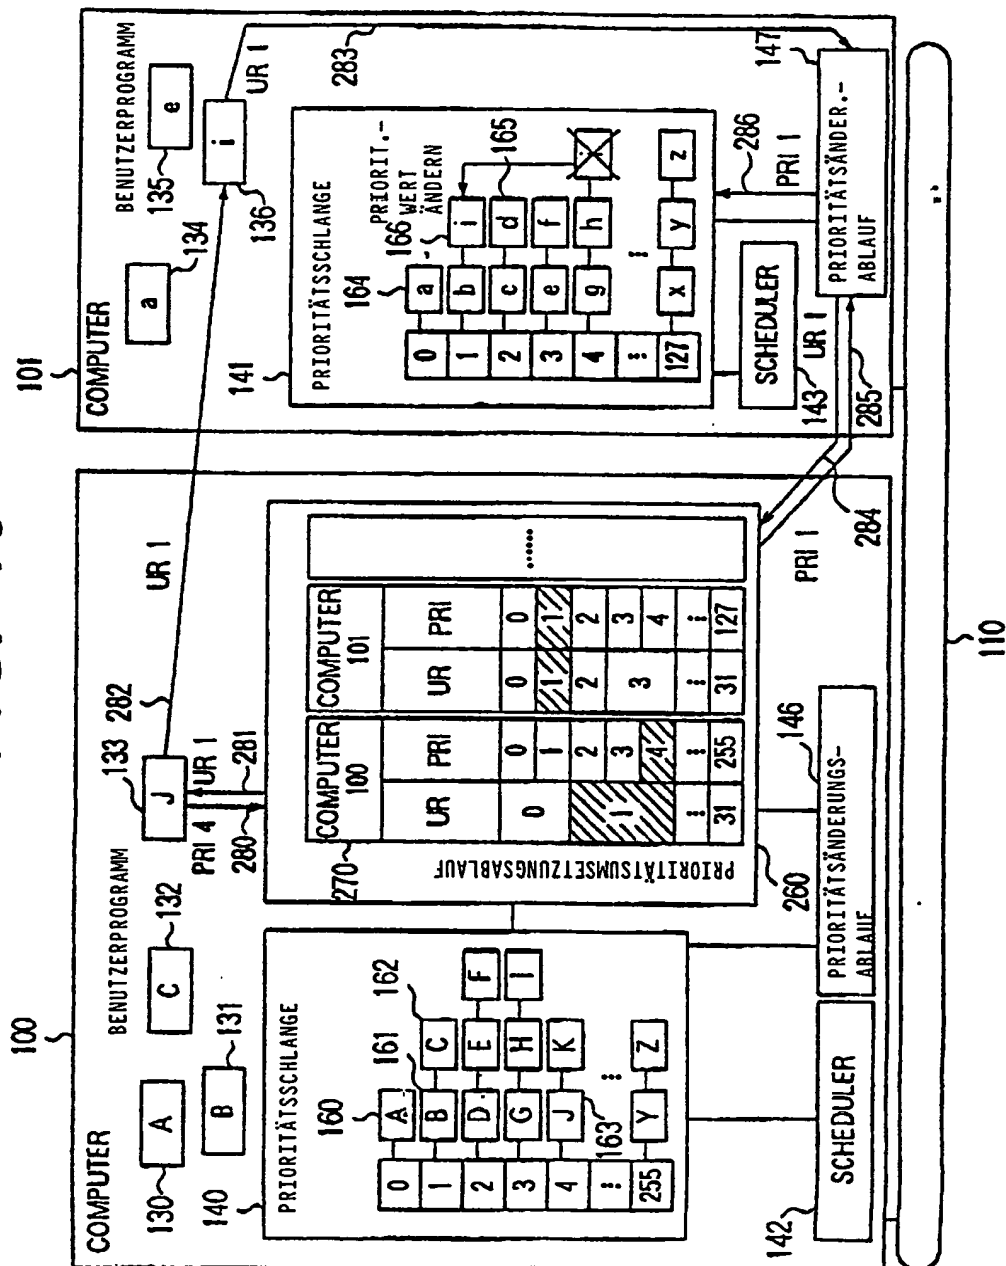 100
COMPUTER
BENUTZERPROGRAMM
A
130
B
131
C
132
J
133
282
UR 1
PRI 4
UR 1
280
281
140
PRIORITÄTSSCHLANGE
160
161
162
0 A
1 B C
2 D E F
3 G H I
4 J K
163
⋮ ⋮
255 Y Z
270
PRIORITÄTSUMSETZUNGSABLAUF
COMPUTER 100
COMPUTER 101
UR PRI UR PRI
0 0 0 0
1 1 1
1 2 2 2
3 3 3
4 4
⋮ ⋮ ⋮ ⋮
31 255 31 127
......
260
142
SCHEDULER
PRIORITÄTSÄNDERUNGS-
ABLAUF
146
PRI 1
284
110
101
COMPUTER
BENUTZERPROGRAMM
a
134
135
e
136
i
UR 1
283
141
PRIORITÄTSSCHLANGE
164
166
PRIORIT.-
WERT
ÄNDERN
165
0 a
1 b i
2 c d
3 e f
4 g h i
⋮ ⋮
127 x y z
SCHEDULER
143
UR 1
285
286
PRI 1
PRIORITÄTSÄNDER.-
ABLAUF
147